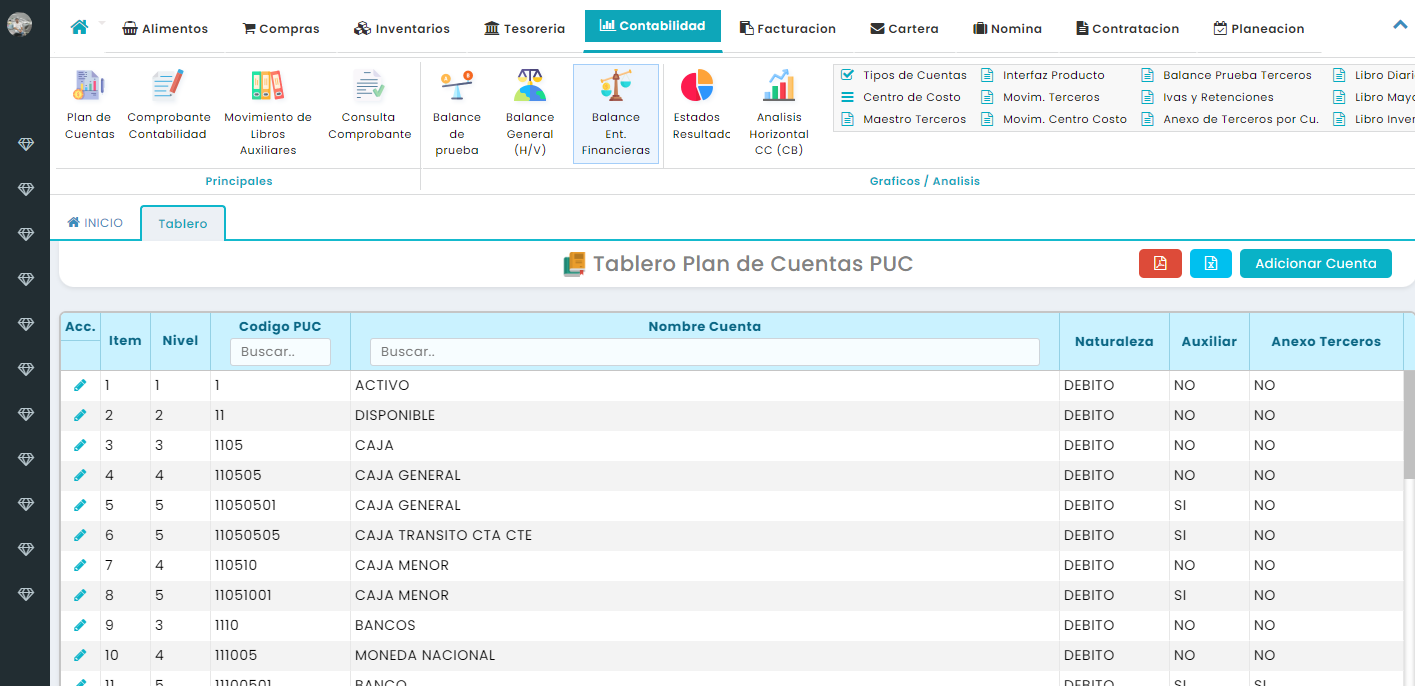 Alimentos Compras Inventarios Tesoreria Contabilidad Facturacion Cartera Nomina Contratacion Planeacion
Plan de
Cuentas
Comprobante
Contabilidad
Movimiento de
Libros
Auxiliares
Consulta
Comprobante
Balance
de
prueba
Balance
General
(H/V)
Balance
Ent.
Financieras
Estados
Resultadc
Analisis
Horizontal
CC (CB)
Tipos de Cuentas Interfaz Producto Balance Prueba Terceros Libro Diari
Centro de Costo Movim. Terceros Ivas y Retenciones Libro Mayo
Maestro Terceros Movim. Centro Costo Anexo de Terceros por Cu. Libro Inver
Principales Graficos / Analisis
INICIO Tablero
Tablero Plan de Cuentas PUC Adicionar Cuenta
Acc. Item Nivel Codigo PUC Nombre Cuenta Naturaleza Auxiliar Anexo Terceros
Buscar.. Buscar..
1 1 1 ACTIVO DEBITO NO NO
2 2 11 DISPONIBLE DEBITO NO NO
3 3 1105 CAJA DEBITO NO NO
4 4 110505 CAJA GENERAL DEBITO NO NO
5 5 11050501 CAJA GENERAL DEBITO SI NO
6 5 11050505 CAJA TRANSITO CTA CTE DEBITO SI NO
7 4 110510 CAJA MENOR DEBITO NO NO
8 5 11051001 CAJA MENOR DEBITO SI NO
9 3 1110 BANCOS DEBITO NO NO
10 4 111005 MONEDA NACIONAL DEBITO NO NO
11 5 11100501 BANCO DEBITO SI SI